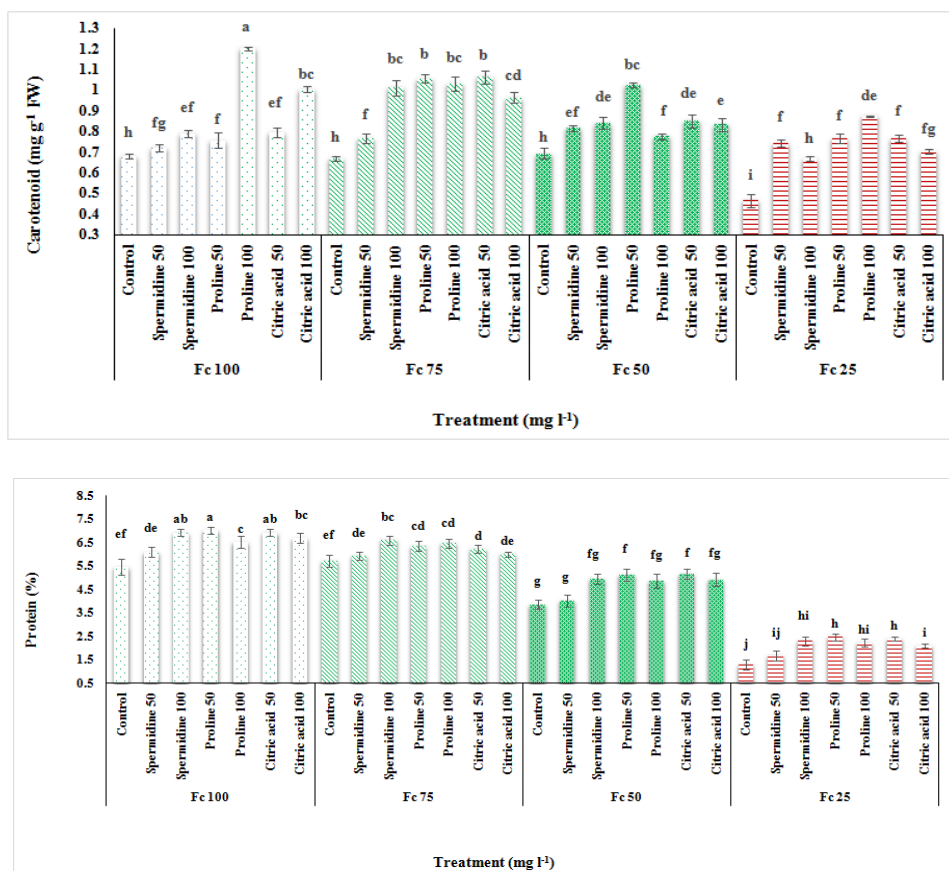 Carotenoid (mg g-1 FW)
1.3
1.2
1.1
1
0.9
0.8
0.7
0.6
0.5
0.4
0.3
h fg ef f a ef bc h f bc b bc b cd h ef de bc f de e i f h f de f fg
Control Spermidine 50 Spermidine 100 Proline 50 Proline 100 Citric acid 50 Citric acid 100 Control Spermidine 50 Spermidine 100 Proline 50 Proline 100 Citric acid 50 Citric acid 100 Control Spermidine 50 Spermidine 100 Proline 50 Proline 100 Citric acid 50 Citric acid 100 Control Spermidine 50 Spermidine 100 Proline 50 Proline 100 Citric acid 50 Citric acid 100
Fc 100 Fc 75 Fc 50 Fc 25
Treatment (mg l-1)
Protein (%)
8.5
7.5
6.5
5.5
4.5
3.5
2.5
1.5
0.5
ef de ab a c ab bc ef de bc cd cd d de g g fg f fg f fg j ij hi h hi h i
Control Spermidine 50 Spermidine 100 Proline 50 Proline 100 Citric acid 50 Citric acid 100 Control Spermidine 50 Spermidine 100 Proline 50 Proline 100 Citric acid 50 Citric acid 100 Control Spermidine 50 Spermidine 100 Proline 50 Proline 100 Citric acid 50 Citric acid 100 Control Spermidine 50 Spermidine 100 Proline 50 Proline 100 Citric acid 50 Citric acid 100
Fc 100 Fc 75 Fc 50 Fc 25
Treatment (mg l-1)